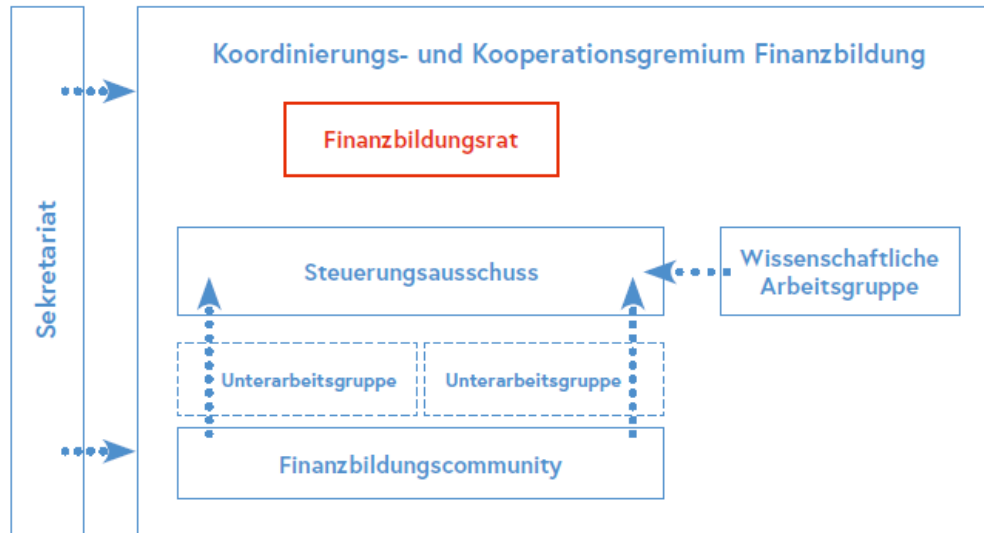 Koordinierungs- und Kooperationsgremium Finanzbildung
Finanzbildungsrat
Sekretariat
Steuerungsausschuss
Wissenschaftliche
Arbeitsgruppe
Unterarbeitsgruppe
Unterarbeitsgruppe
Finanzbildungscommunity